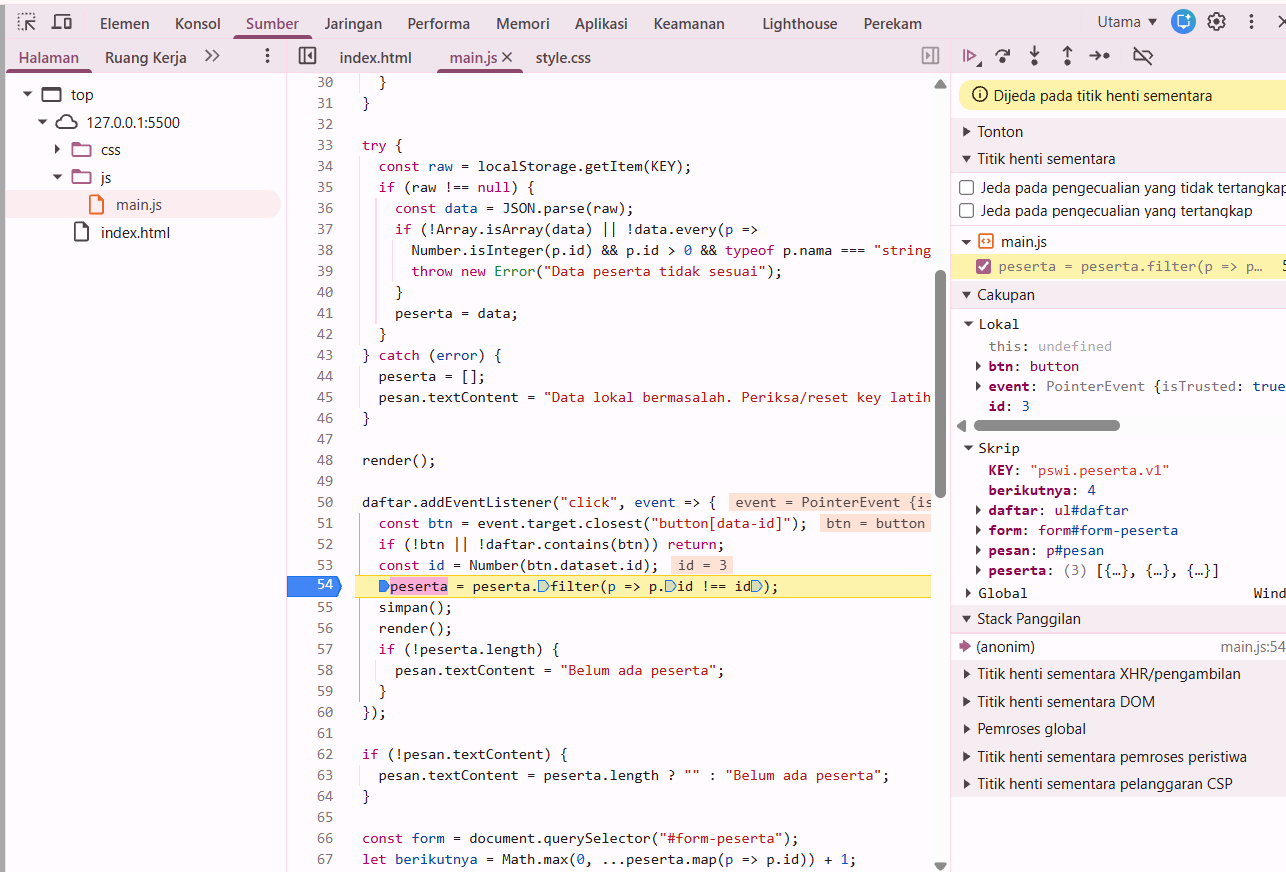 Elemen Konsol Sumber Jaringan Performa Memori Aplikasi Keamanan Lighthouse Perekam Utama
Halaman Ruang Kerja index.html main.js style.css
top
127.0.0.1:5500
css
js
main.js
index.html
30 }
31 }
32
33 try {
34 const raw = localStorage.getItem(KEY);
35 if (raw !== null) {
36 const data = JSON.parse(raw);
37 if (!Array.isArray(data) || !data.every(p =>
38 Number.isInteger(p.id) && p.id > 0 && typeof p.nama === "string
39 throw new Error("Data peserta tidak sesuai");
40 }
41 peserta = data;
42 }
43 } catch (error) {
44 peserta = [];
45 pesan.textContent = "Data lokal bermasalah. Periksa/reset key latih
46 }
47
48 render();
49
50 daftar.addEventListener("click", event => { event = PointerEvent {is
51 const btn = event.target.closest("button[data-id]"); btn = button
52 if (!btn || !daftar.contains(btn)) return;
53 const id = Number(btn.dataset.id); id = 3
54 peserta = peserta.filter(p => p.id !== id);
55 simpan();
56 render();
57 if (!peserta.length) {
58 pesan.textContent = "Belum ada peserta";
59 }
60 });
61
62 if (!pesan.textContent) {
63 pesan.textContent = peserta.length ? "" : "Belum ada peserta";
64 }
65
66 const form = document.querySelector("#form-peserta");
67 let berikutnya = Math.max(0, ...peserta.map(p => p.id)) + 1;
Dijeda pada titik henti sementara
Tonton
Titik henti sementara
Jeda pada pengecualian yang tidak tertangkap
Jeda pada pengecualian yang tertangkap
main.js
peserta = peserta.filter(p => p… 5
Cakupan
Lokal
this: undefined
btn: button
event: PointerEvent {isTrusted: true
id: 3
Skrip
KEY: "pswi.peserta.v1"
berikutnya: 4
daftar: ul#daftar
form: form#form-peserta
pesan: p#pesan
peserta: (3) [{…}, {…}, {…}]
Global Wind
Stack Panggilan
(anonim) main.js:54
Titik henti sementara XHR/pengambilan
Titik henti sementara DOM
Pemroses global
Titik henti sementara pemroses peristiwa
Titik henti sementara pelanggaran CSP